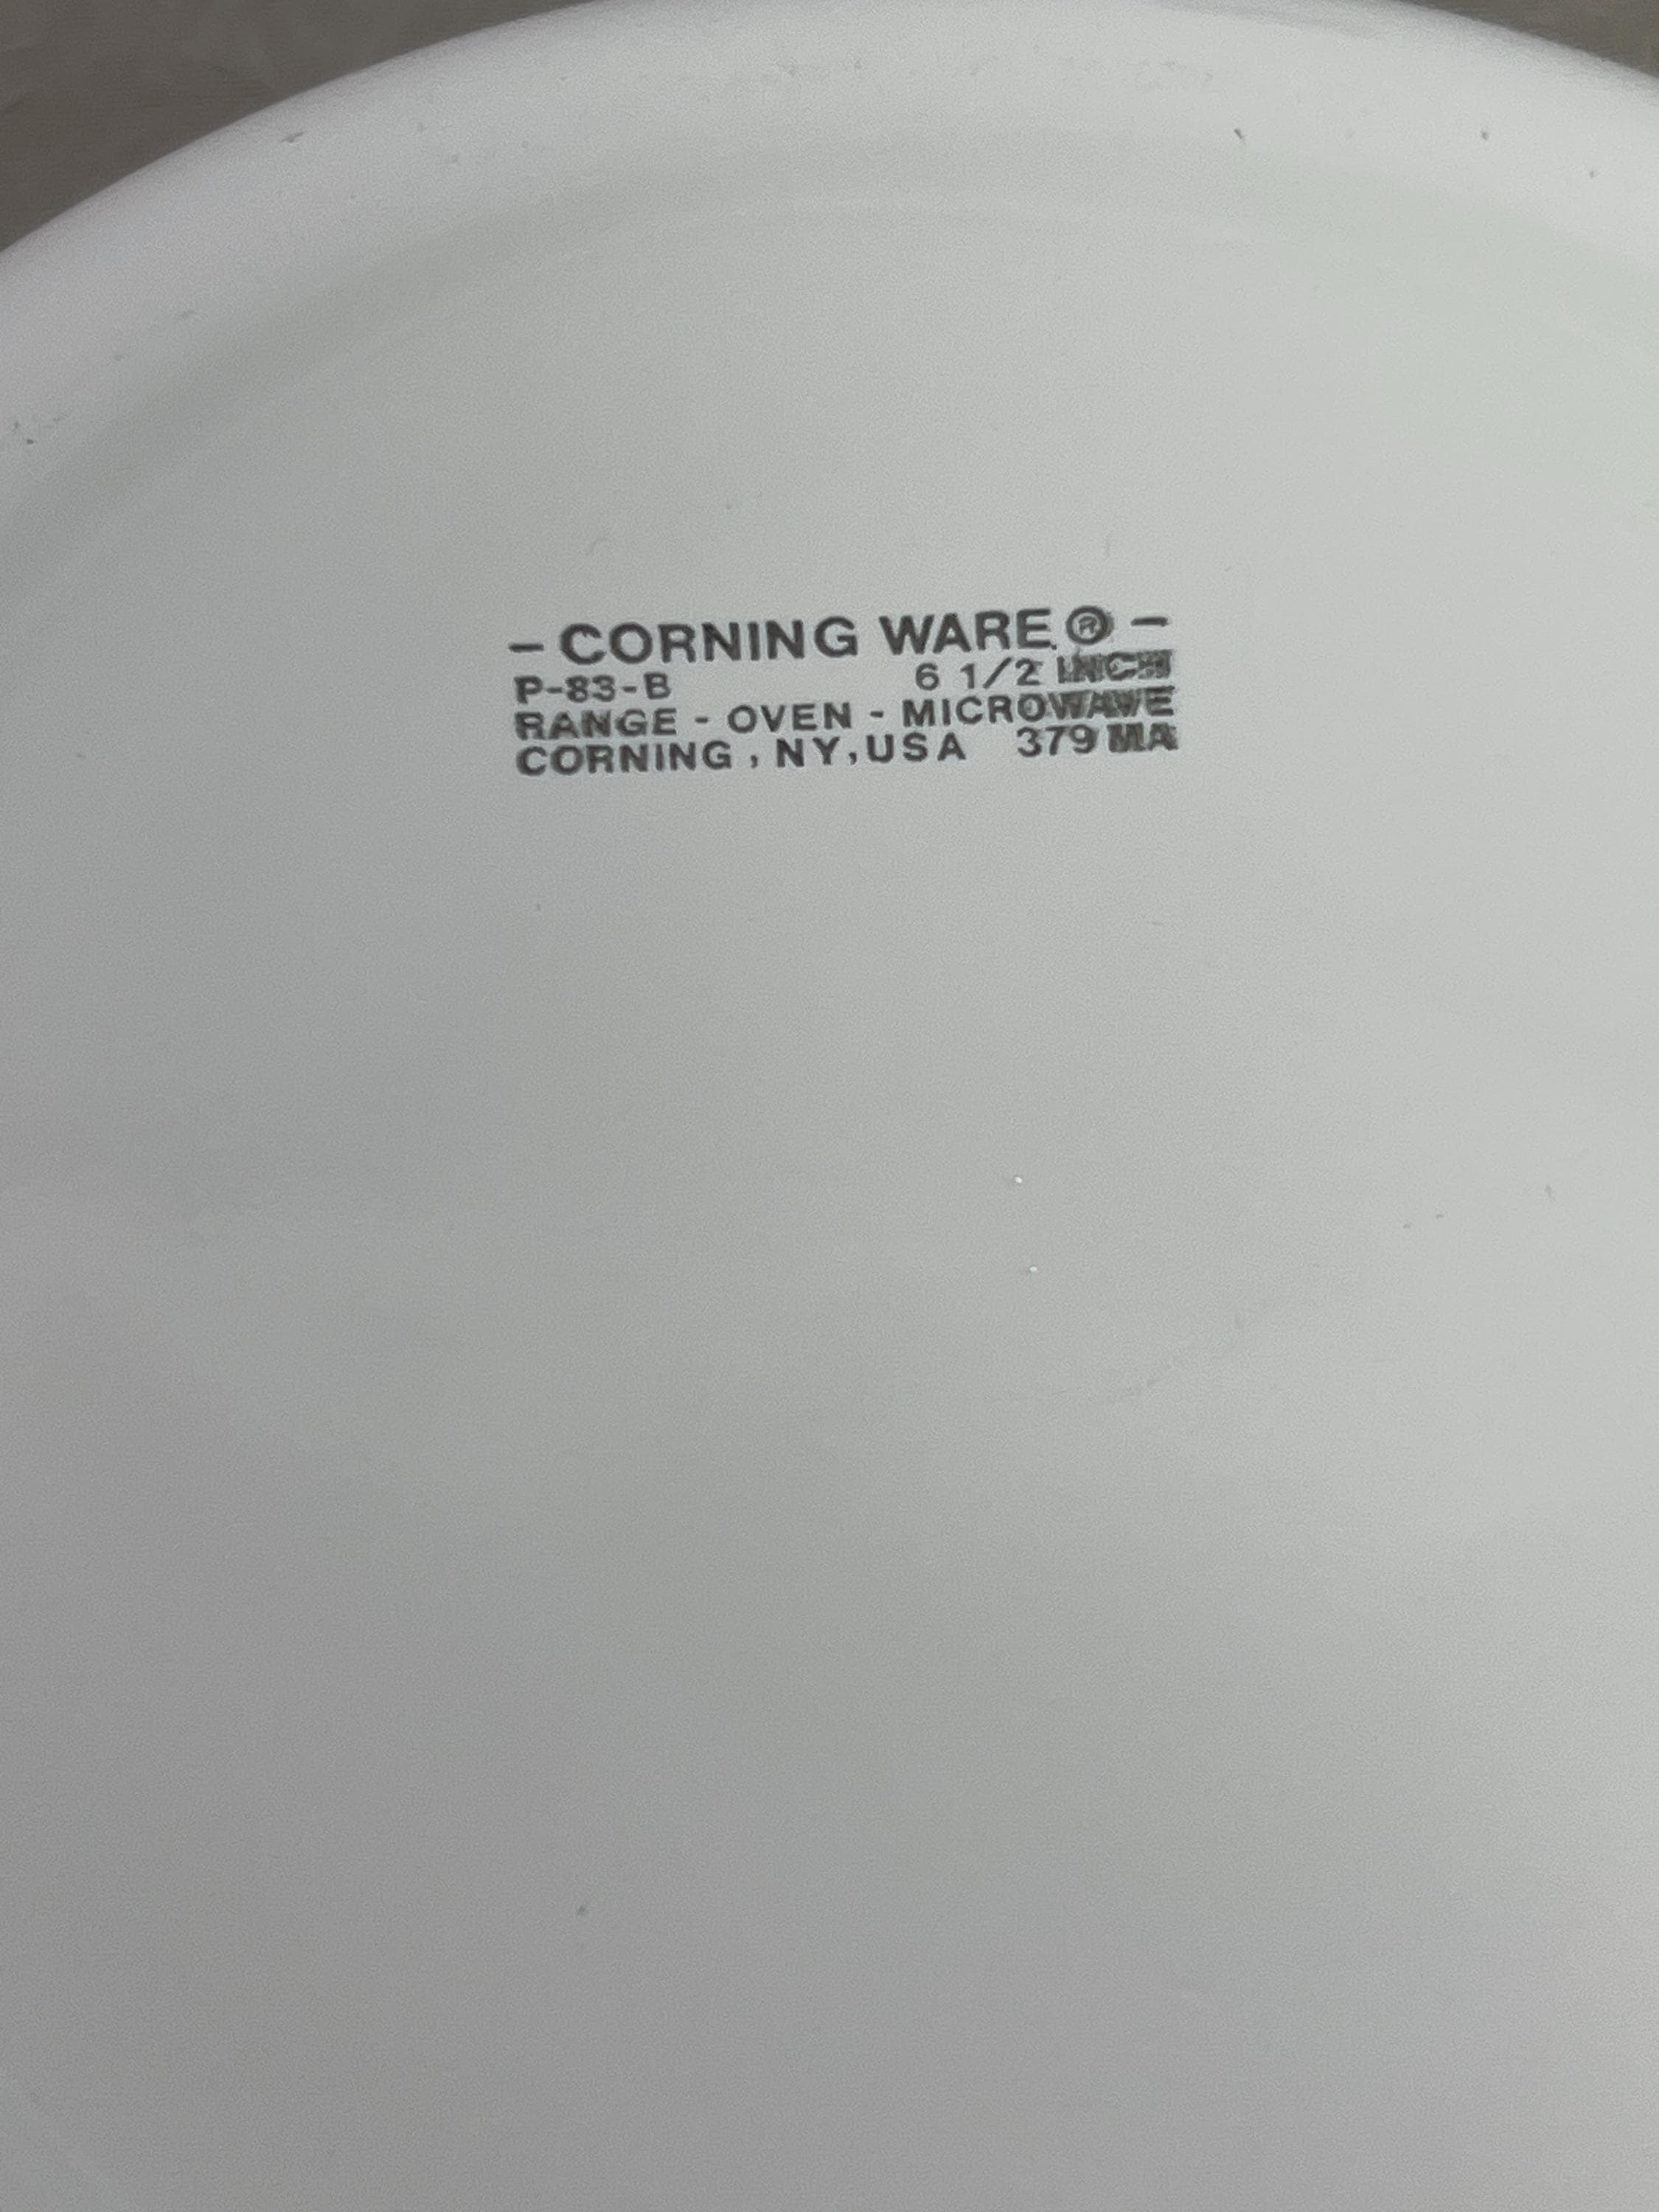 - CORNING WARE ® -
P-83-B 6 1/2 INCH
RANGE - OVEN - MICROWAVE
CORNING, NY, USA 379 MA